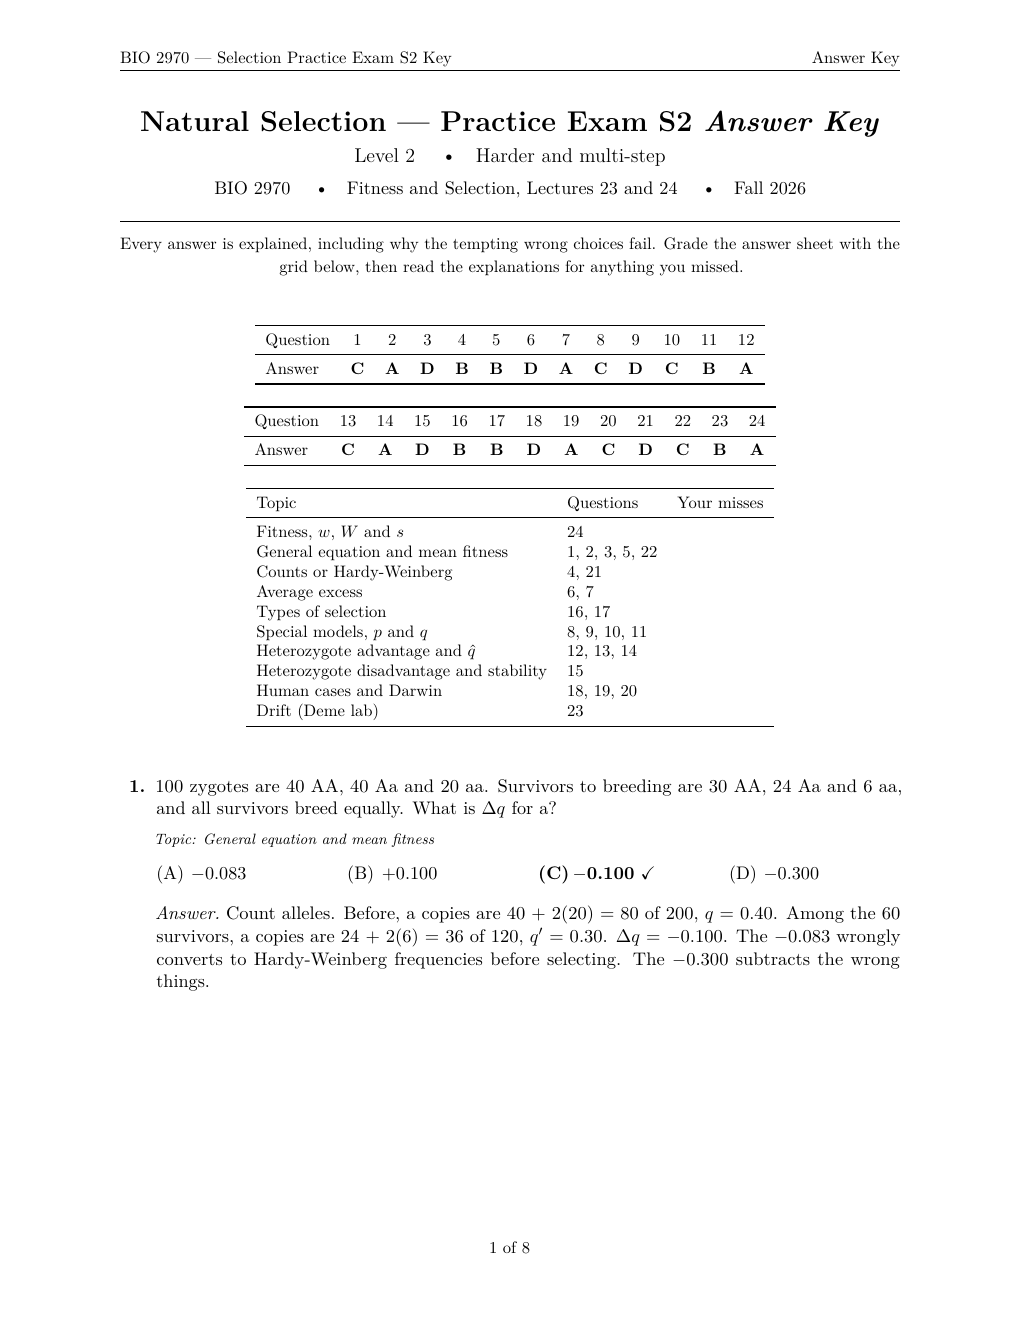 BIO 2970 — Selection Practice Exam S2 Key Answer Key
Natural Selection — Practice Exam S2 Answer Key
Level 2 • Harder and multi-step
BIO 2970 • Fitness and Selection, Lectures 23 and 24 • Fall 2026
Every answer is explained, including why the tempting wrong choices fail. Grade the answer sheet with the
grid below, then read the explanations for anything you missed.
Question 1 2 3 4 5 6 7 8 9 10 11 12
Answer C A D B B D A C D C B A
Question 13 14 15 16 17 18 19 20 21 22 23 24
Answer C A D B B D A C D C B A
Topic Questions Your misses
Fitness, w, W and s 24
General equation and mean fitness 1, 2, 3, 5, 22
Counts or Hardy-Weinberg 4, 21
Average excess 6, 7
Types of selection 16, 17
Special models, p and q 8, 9, 10, 11
Heterozygote advantage and q̂ 12, 13, 14
Heterozygote disadvantage and stability 15
Human cases and Darwin 18, 19, 20
Drift (Deme lab) 23
1. 100 zygotes are 40 AA, 40 Aa and 20 aa. Survivors to breeding are 30 AA, 24 Aa and 6 aa,
and all survivors breed equally. What is Δq for a?
Topic: General equation and mean fitness
(A) −0.083 (B) +0.100 (C) −0.100 ✓ (D) −0.300
Answer. Count alleles. Before, a copies are 40 + 2(20) = 80 of 200, q = 0.40. Among the 60
survivors, a copies are 24 + 2(6) = 36 of 120, q′ = 0.30. Δq = −0.100. The −0.083 wrongly
converts to Hardy-Weinberg frequencies before selecting. The −0.300 subtracts the wrong
things.
1 of 8